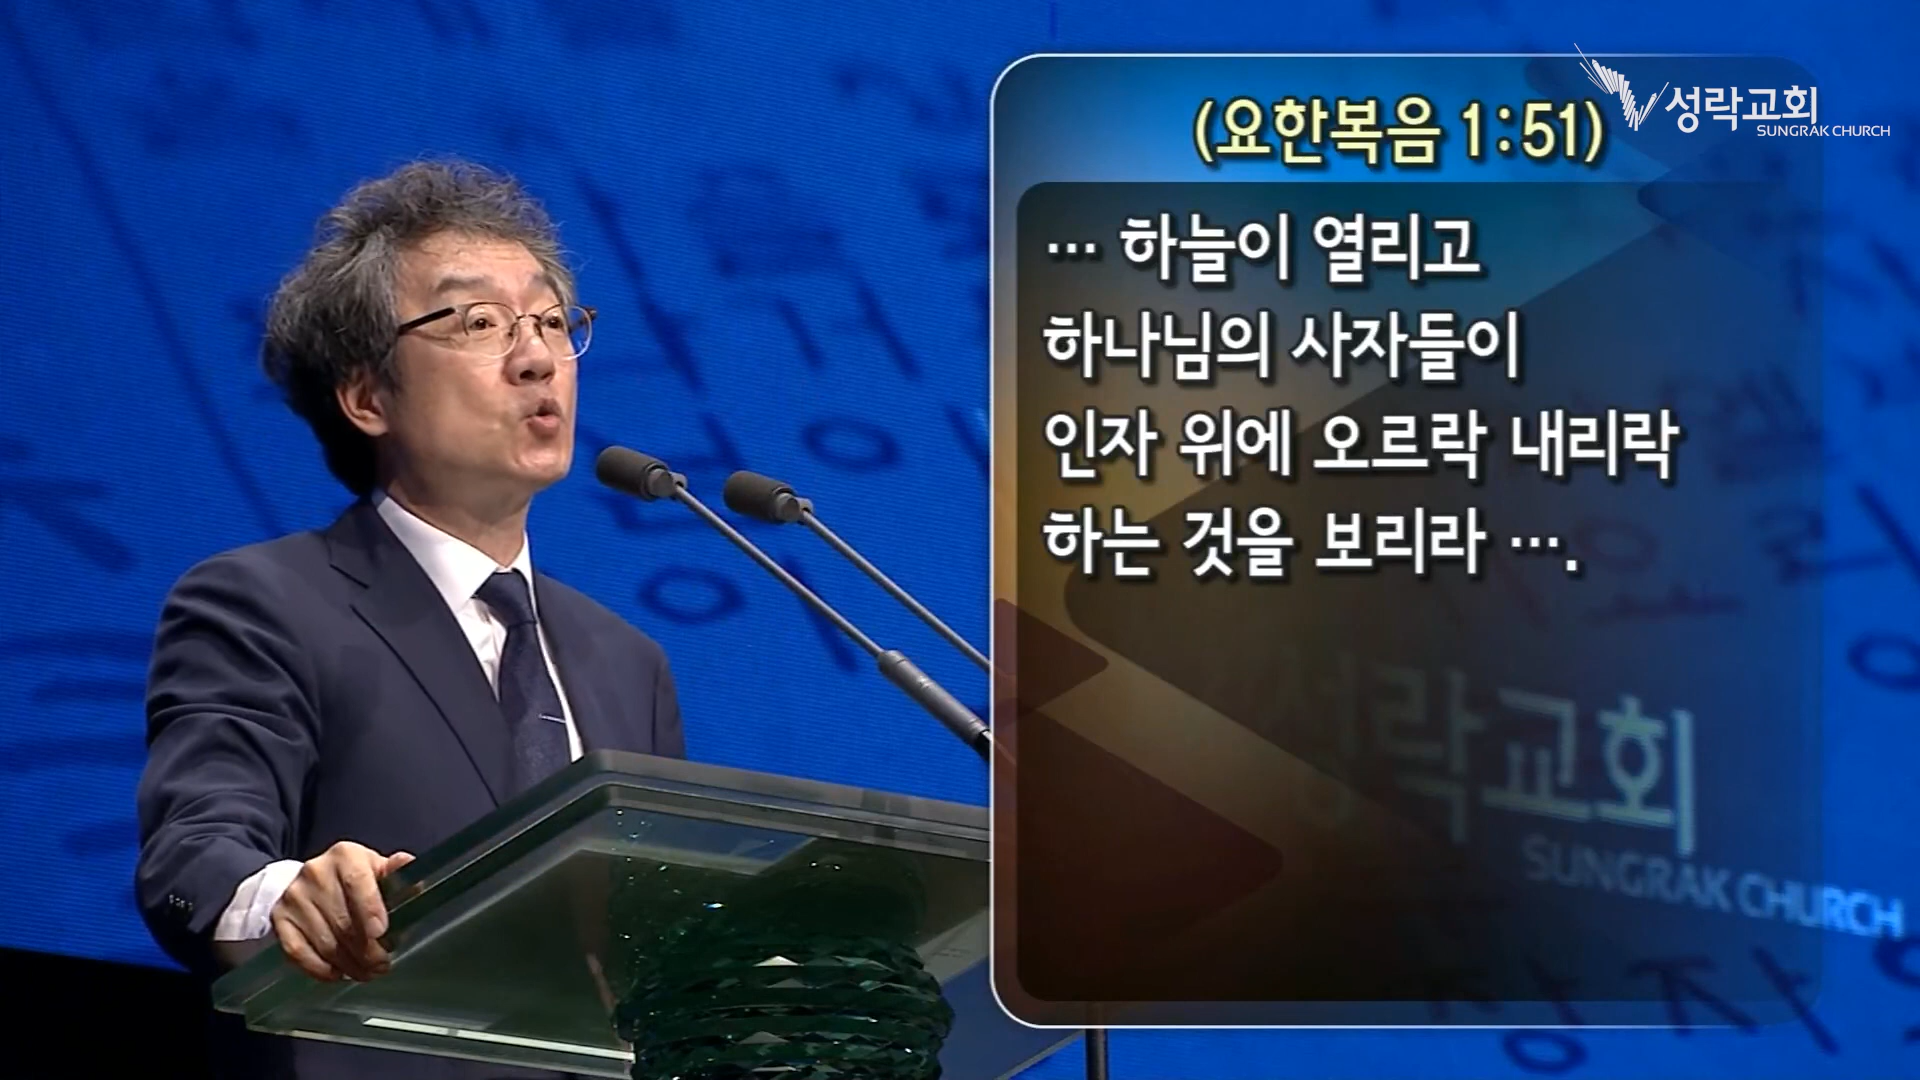 (요한복음 1:51)
성락교회
SUNGRAK CHURCH
… 하늘이 열리고
하나님의 사자들이
인자 위에 오르락 내리락
하는 것을 보리라 ….
성락교회
SUNGRAK CHURCH